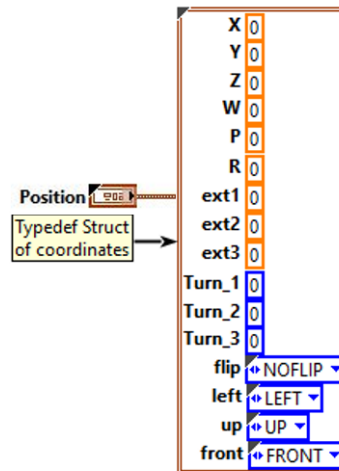 X 0
Y 0
Z 0
W 0
P 0
R 0
Position
ext1 0
Typedef Struct
of coordinates
ext2 0
ext3 0
Turn_1 0
Turn_2 0
Turn_3 0
flip NOFLIP
left LEFT
up UP
front FRONT